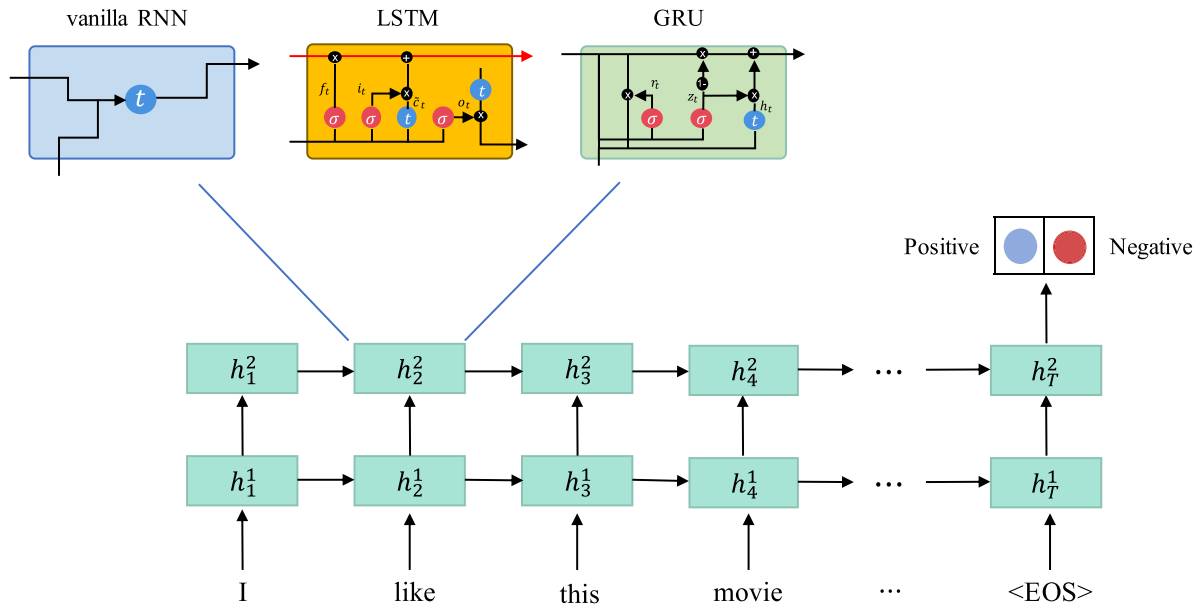 vanilla RNN LSTM GRU
t
f_t i_t c̃_t o_t t
σ σ t σ
x + x x
r_t z_t h_t
x + x 1- x
σ σ t
Positive Negative
h_1^2 h_2^2 h_3^2 h_4^2 ... h_T^2
h_1^1 h_2^1 h_3^1 h_4^1 ... h_T^1
I like this movie ... <EOS>